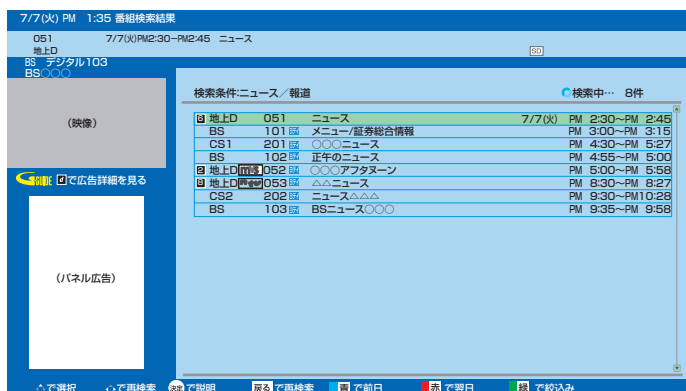 7/7(火) PM 1:35 番組検索結果
051 7/7(火)PM2:30~PM2:45 ニュース
地上D SD
BS デジタル103
BS○○○
(映像)
検索条件:ニュース/報道 検索中… 8件
地上D 051 ニュース 7/7(火) PM 2:30~PM 2:45
BS 101 メニュー/証券総合情報 PM 3:00~PM 3:15
CS1 201 ○○○ニュース PM 4:30~PM 5:27
BS 102 正午のニュース PM 4:55~PM 5:00
地上D 052 ○○○アフタヌーン PM 5:00~PM 5:58
地上D 053 △△ニュース PM 8:30~PM 8:27
CS2 202 ニュース△△△ PM 9:30~PM10:28
BS 103 BSニュース○○○ PM 9:35~PM 9:58
GUIDE dで広告詳細を見る
(パネル広告)
で選択 で再検索 決定で説明 戻る で再検索 青 で前日 赤 で翌日 緑 で絞込み